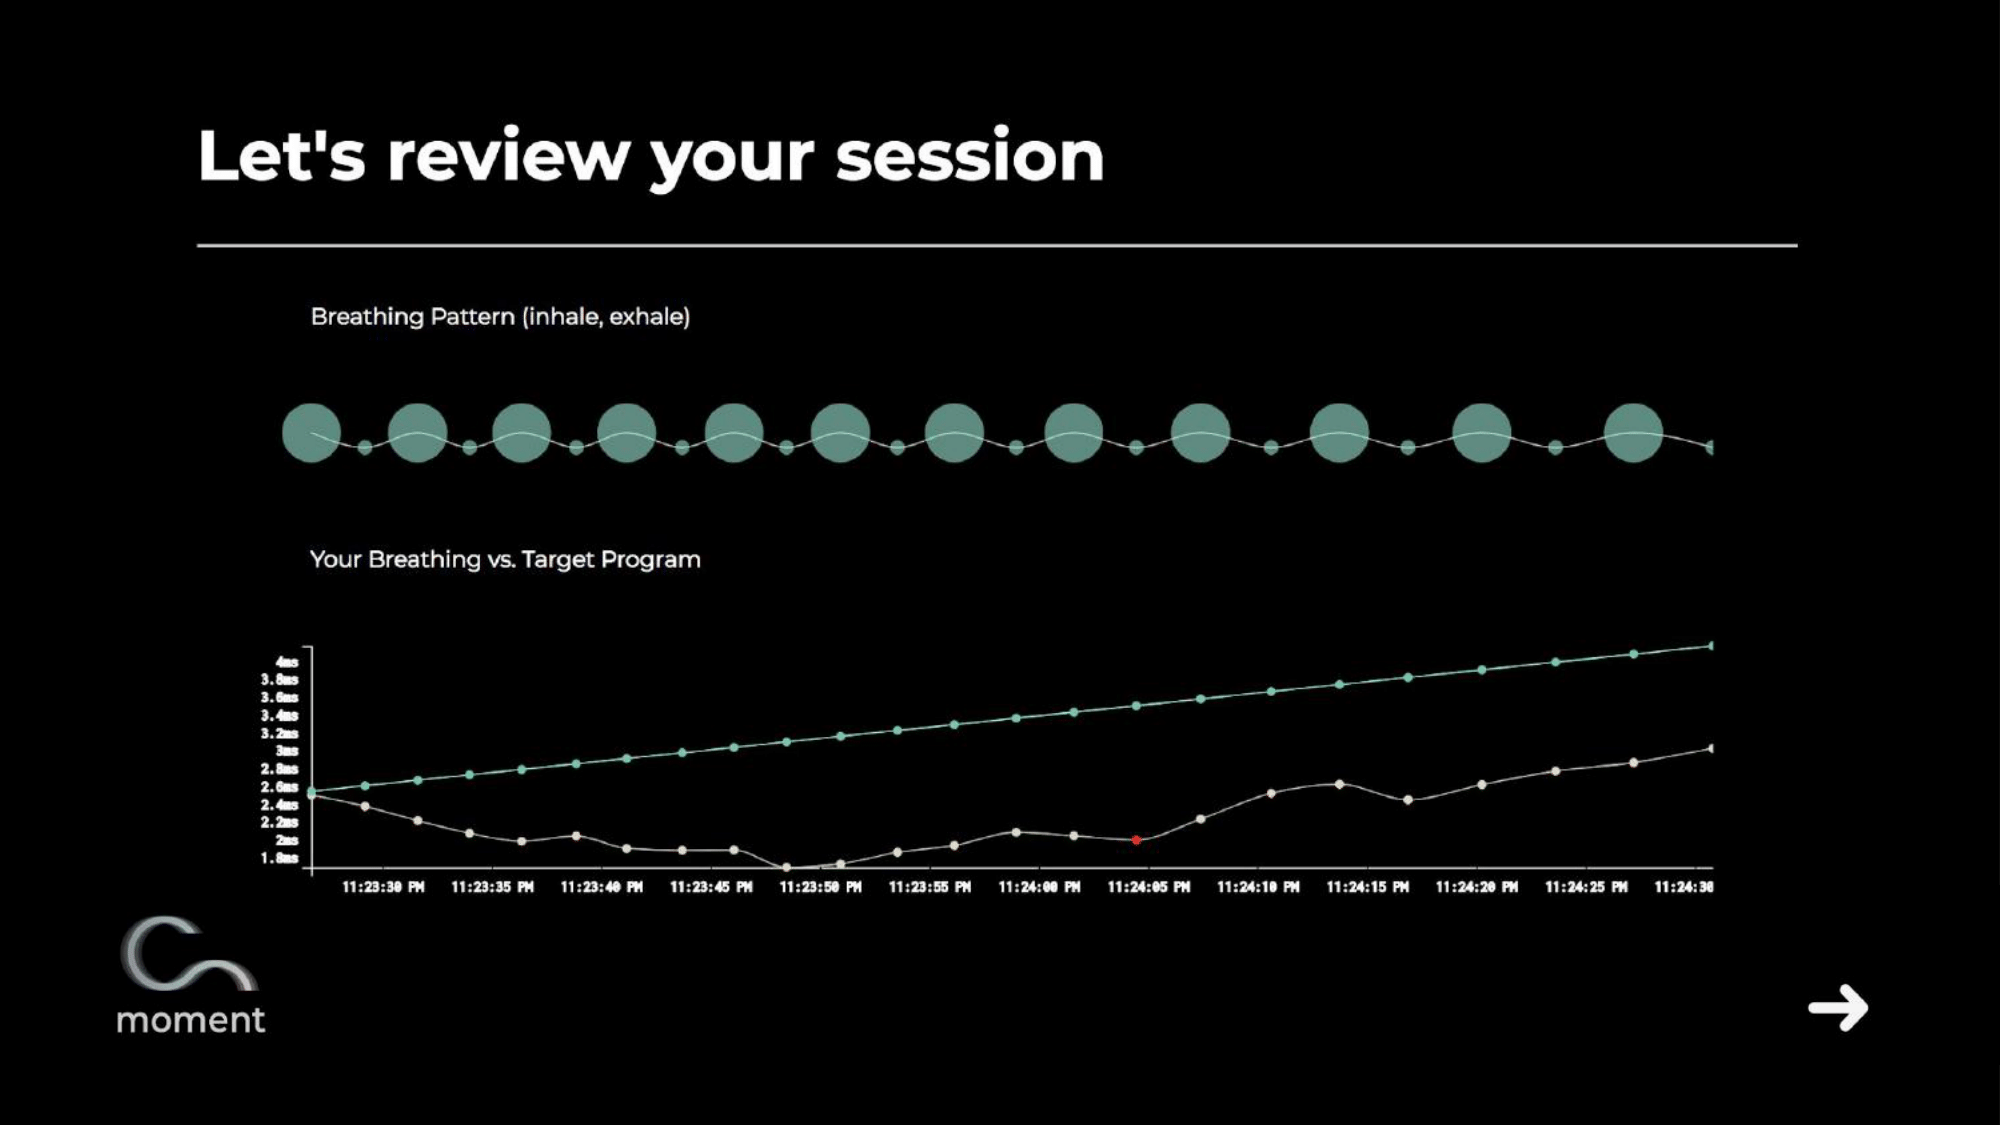 Let's review your session
Breathing Pattern (inhale, exhale)
Your Breathing vs. Target Program
4ms
3.8ms
3.6ms
3.4ms
3.2ms
3ms
2.8ms
2.6ms
2.4ms
2.2ms
2ms
1.8ms
11:23:30 PM 11:23:35 PM 11:23:40 PM 11:23:45 PM 11:23:50 PM 11:23:55 PM 11:24:00 PM 11:24:05 PM 11:24:10 PM 11:24:15 PM 11:24:20 PM 11:24:25 PM 11:24:30
moment